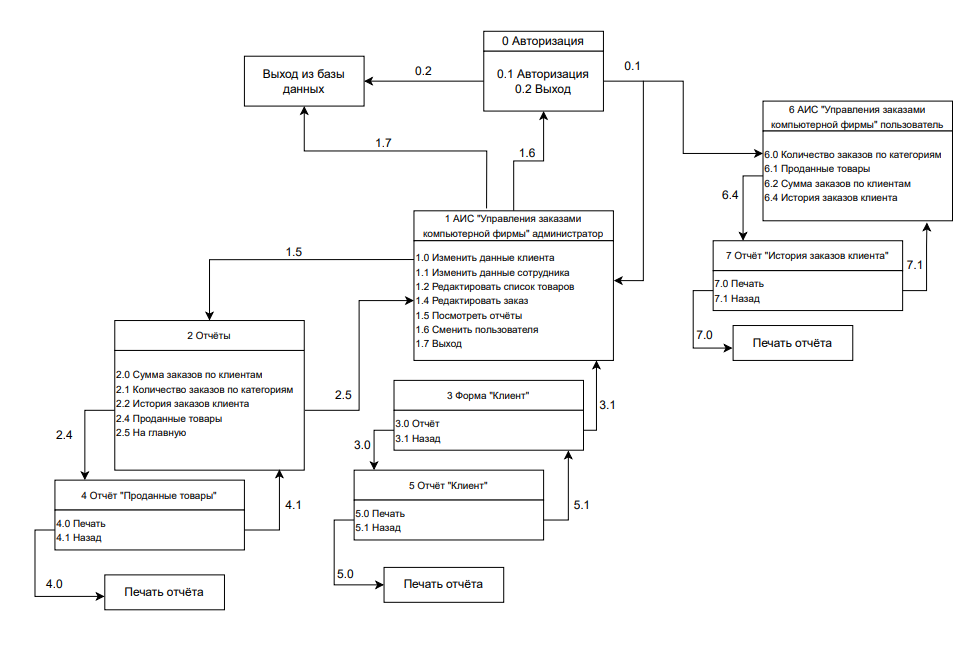 0 Авторизация
0.1 Авторизация
0.2 Выход
Выход из базы
данных
0.2
0.1
1.7
1.6
6 АИС "Управления заказами
компьютерной фирмы" пользователь
6.0 Количество заказов по категориям
6.1 Проданные товары
6.2 Сумма заказов по клиентам
6.4 История заказов клиента
6.4
7 Отчёт "История заказов клиента"
7.0 Печать
7.1 Назад
7.1
7.0
Печать отчёта
1 АИС "Управления заказами
компьютерной фирмы" администратор
1.0 Изменить данные клиента
1.1 Изменить данные сотрудника
1.2 Редактировать список товаров
1.4 Редактировать заказ
1.5 Посмотреть отчёты
1.6 Сменить пользователя
1.7 Выход
1.5
2 Отчёты
2.0 Сумма заказов по клиентам
2.1 Количество заказов по категориям
2.2 История заказов клиента
2.4 Проданные товары
2.5 На главную
2.5
2.4
3 Форма "Клиент"
3.0 Отчёт
3.1 Назад
3.1
3.0
4 Отчёт "Проданные товары"
4.0 Печать
4.1 Назад
4.1
4.0
Печать отчёта
5 Отчёт "Клиент"
5.0 Печать
5.1 Назад
5.1
5.0
Печать отчёта